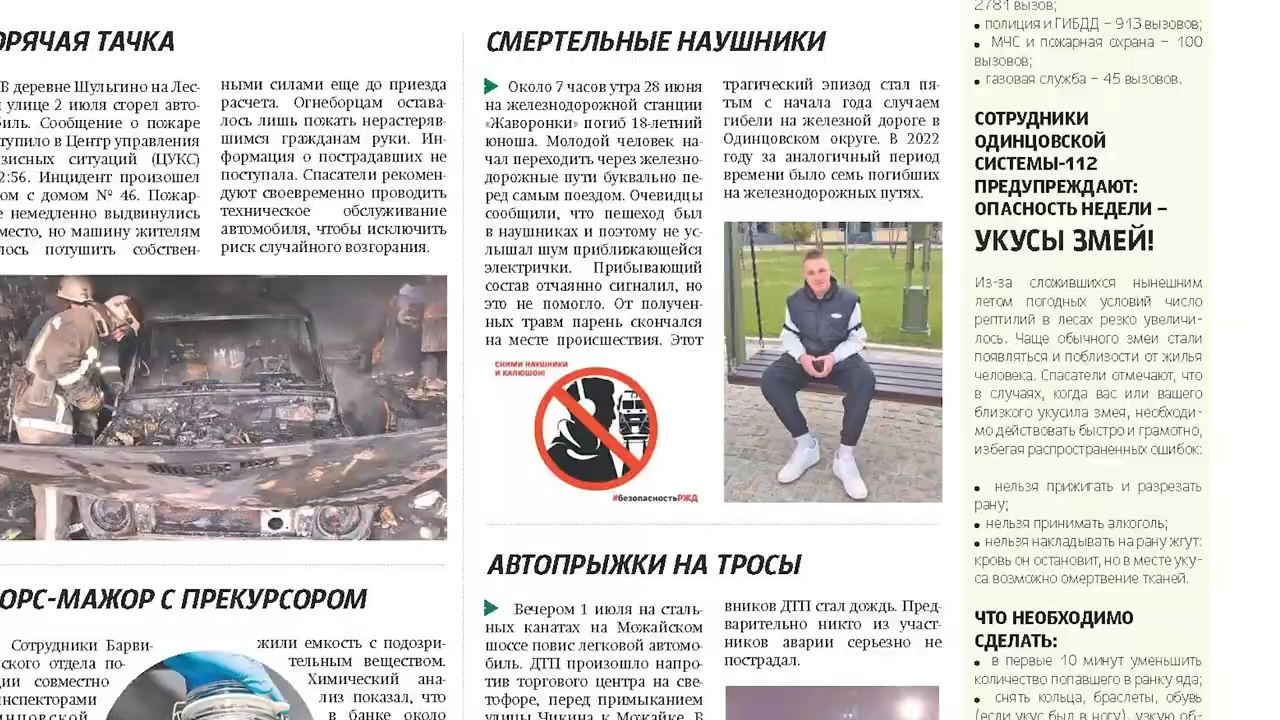 ОРЯЧАЯ ТАЧКА
В деревне Шульгино на Лес-
улице 2 июля сгорел авто-
биль. Сообщение о пожаре
ступило в Центр управления
зисных ситуаций (ЦУКС)
2:56. Инцидент произошел
ом с домом № 46. Пожар-
е немедленно выдвинулись
место, но машину жителям
лось потушить собствен-
ными силами еще до приезда
расчета. Огнеборцам остава-
лось лишь пожать нерастеряв-
шимся гражданам руки. Ин-
формация о пострадавших не
поступала. Спасатели рекомен-
дуют своевременно проводить
техническое обслуживание
автомобиля, чтобы исключить
риск случайного возгорания.
ОРС-МАЖОР С ПРЕКУРСОРОМ
Сотрудники Барви-
ского отдела по-
ции совместно
инспекторами
инцовской
жили емкость с подозри-
тельным веществом.
Химический ана-
лиз показал, что
в банке около
СМЕРТЕЛЬНЫЕ НАУШНИКИ
Около 7 часов утра 28 июня
на железнодорожной станции
«Жаворонки» погиб 18-летний
юноша. Молодой человек на-
чал переходить через железно-
дорожные пути буквально пе-
ред самым поездом. Очевидцы
сообщили, что пешеход был
в наушниках и поэтому не ус-
лышал шум приближающейся
электрички. Прибывающий
состав отчаянно сигналил, но
это не помогло. От получен-
ных травм парень скончался
на месте происшествия. Этот
трагический эпизод стал пя-
тым с начала года случаем
гибели на железной дороге в
Одинцовском округе. В 2022
году за аналогичный период
времени было семь погибших
на железнодорожных путях.
СНИМИ НАУШНИКИ
И КАПЮШОН!
#безопасностьРЖД
АВТОПРЫЖКИ НА ТРОСЫ
Вечером 1 июля на сталь-
ных канатах на Можайском
шоссе повис легковой автомо-
биль. ДТП произошло напро-
тив торгового центра на све-
тофоре, перед примыканием
улицы Чикина к Можайке. В
вников ДТП стал дождь. Пред-
варительно никто из участ-
ников аварии серьезно не
пострадал.
2781 вызов;
• полиция и ГИБДД – 913 вызовов;
• МЧС и пожарная охрана – 100
вызовов;
• газовая служба – 45 вызовов.
СОТРУДНИКИ
ОДИНЦОВСКОЙ
СИСТЕМЫ-112
ПРЕДУПРЕЖДАЮТ:
ОПАСНОСТЬ НЕДЕЛИ –
УКУСЫ ЗМЕЙ!
Из-за сложившихся нынешним
летом погодных условий число
рептилий в лесах резко увеличи-
лось. Чаще обычного змеи стали
появляться и поблизости от жилья
человека. Спасатели отмечают, что
в случаях, когда вас или вашего
близкого укусила змея, необходи-
мо действовать быстро и грамотно,
избегая распространенных ошибок:
• нельзя прижигать и разрезать
рану;
• нельзя принимать алкоголь;
• нельзя накладывать на рану жгут:
кровь он остановит, но в месте уку-
са возможно омертвение тканей.
ЧТО НЕОБХОДИМО
СДЕЛАТЬ:
• в первые 10 минут уменьшить
количество попавшего в ранку яда;
• снять кольца, браслеты, обувь
(если укус был в ногу), узкую об-